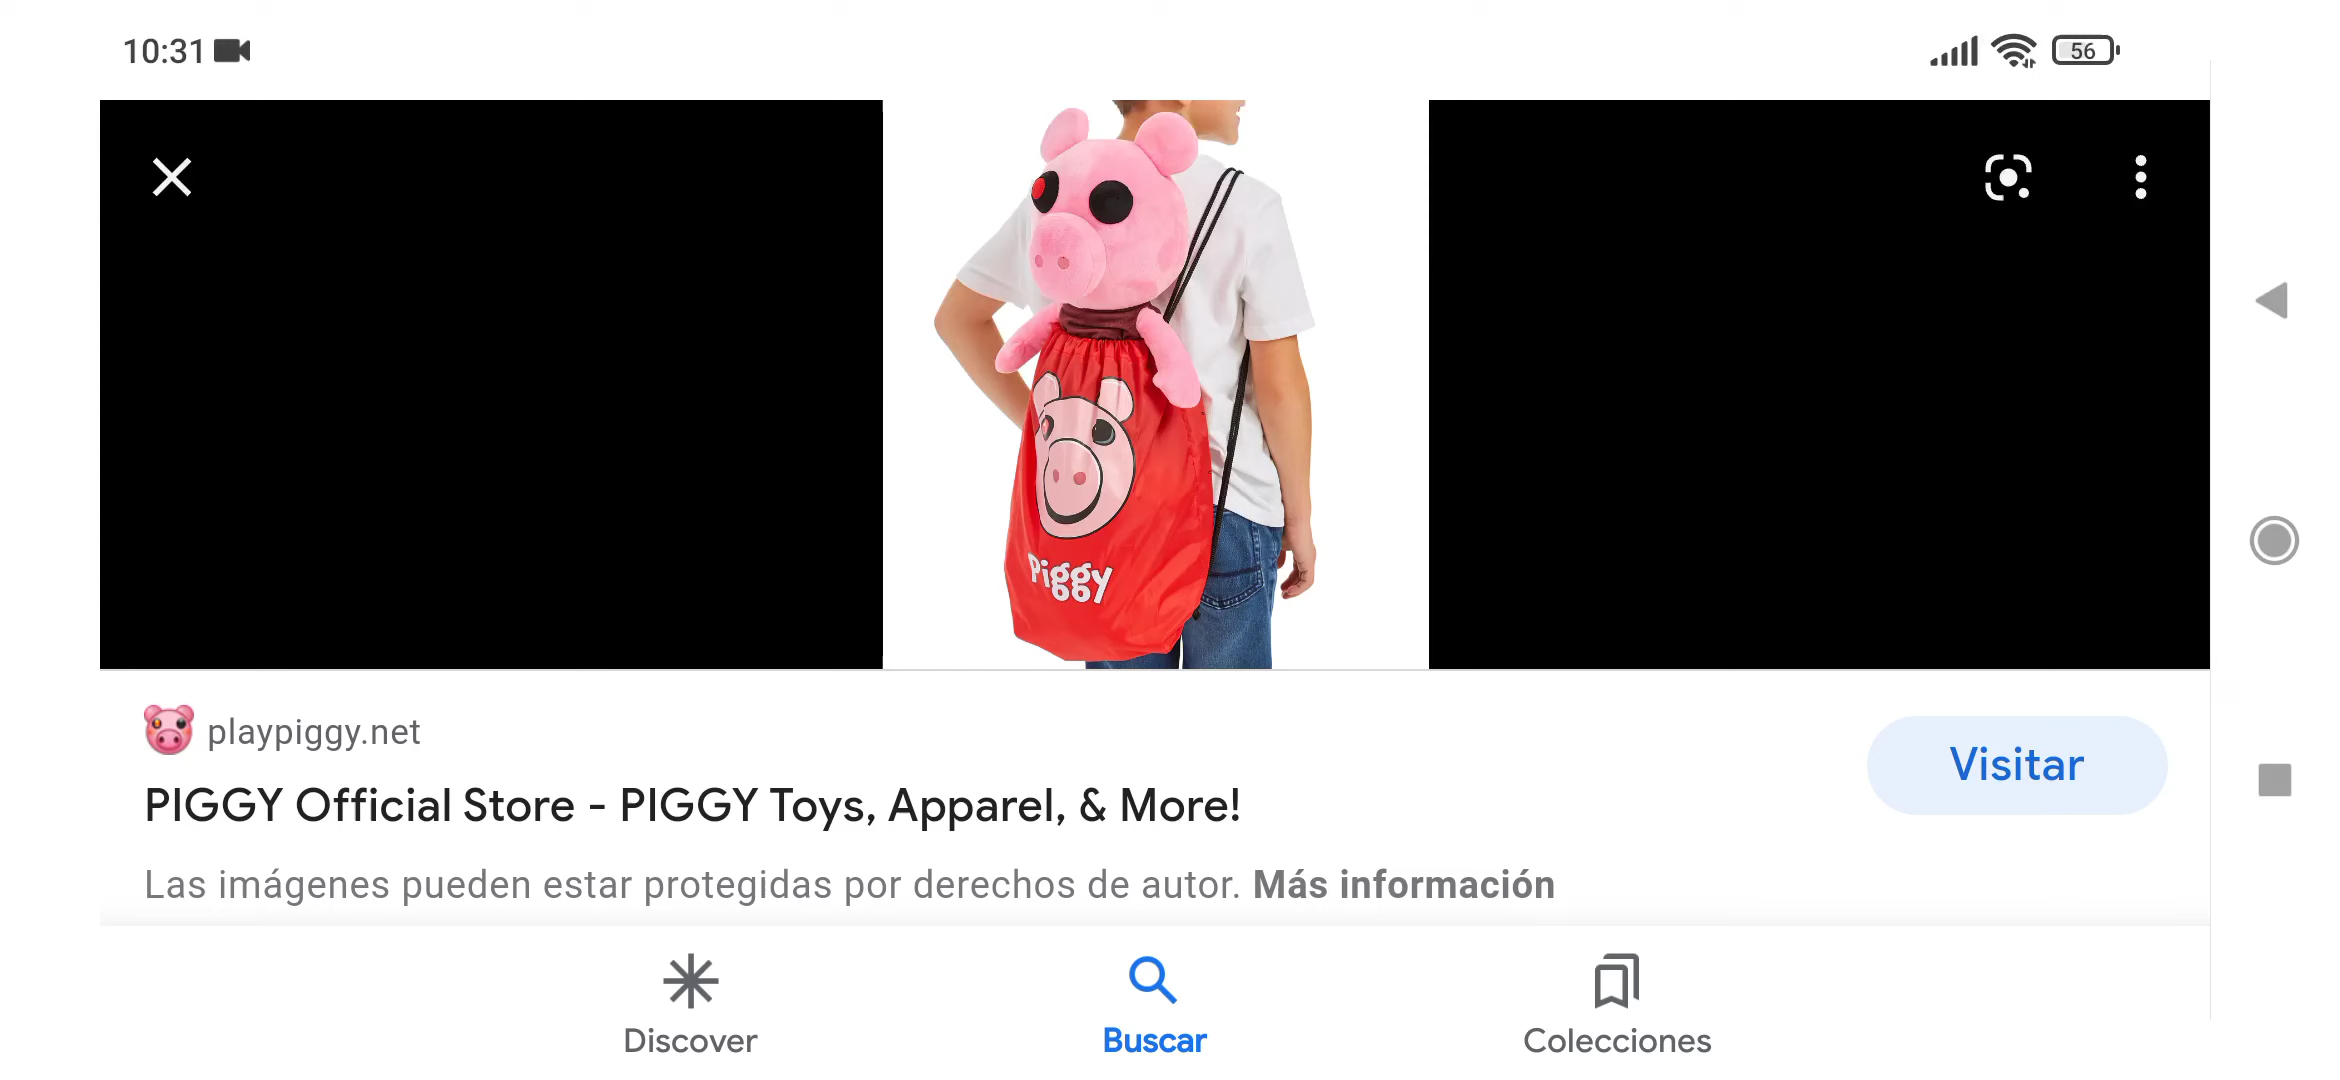 10:31
56
Piggy
playpiggy.net
Visitar
PIGGY Official Store - PIGGY Toys, Apparel, & More!
Las imágenes pueden estar protegidas por derechos de autor. Más información
Discover
Buscar
Colecciones